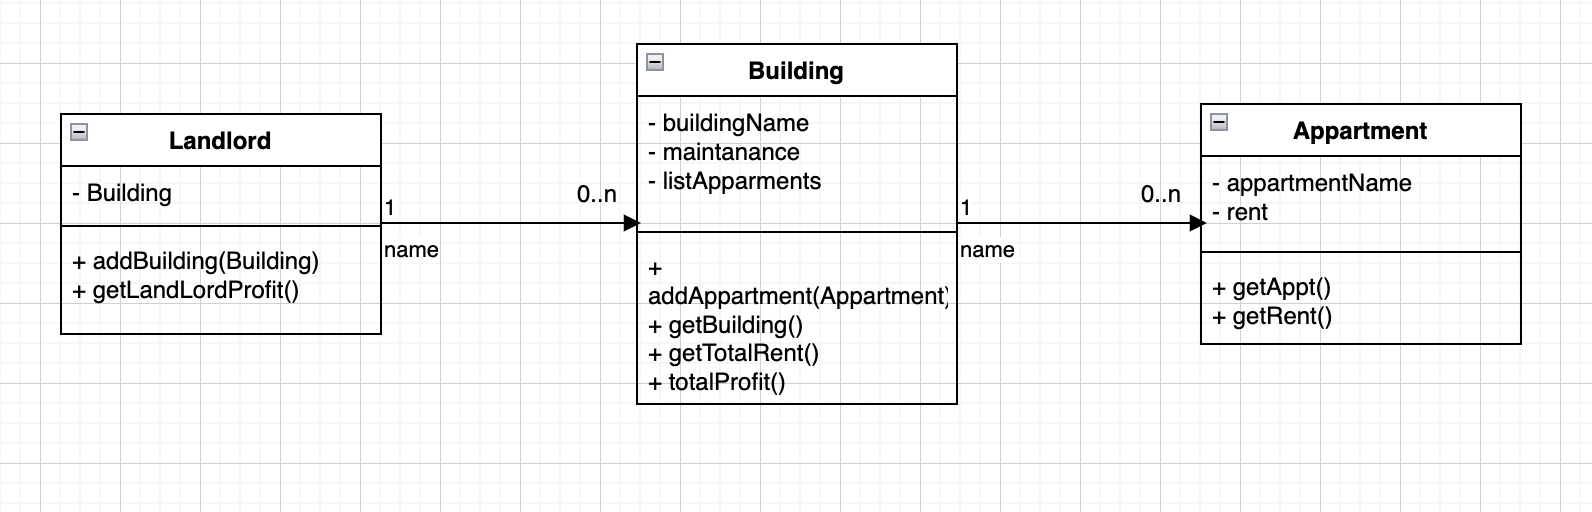 Landlord
- Building
+ addBuilding(Building)
+ getLandLordProfit()
1
name
0..n
Building
- buildingName
- maintanance
- listApparments
+
addAppartment(Appartment)
+ getBuilding()
+ getTotalRent()
+ totalProfit()
1
name
0..n
Appartment
- appartmentName
- rent
+ getAppt()
+ getRent()